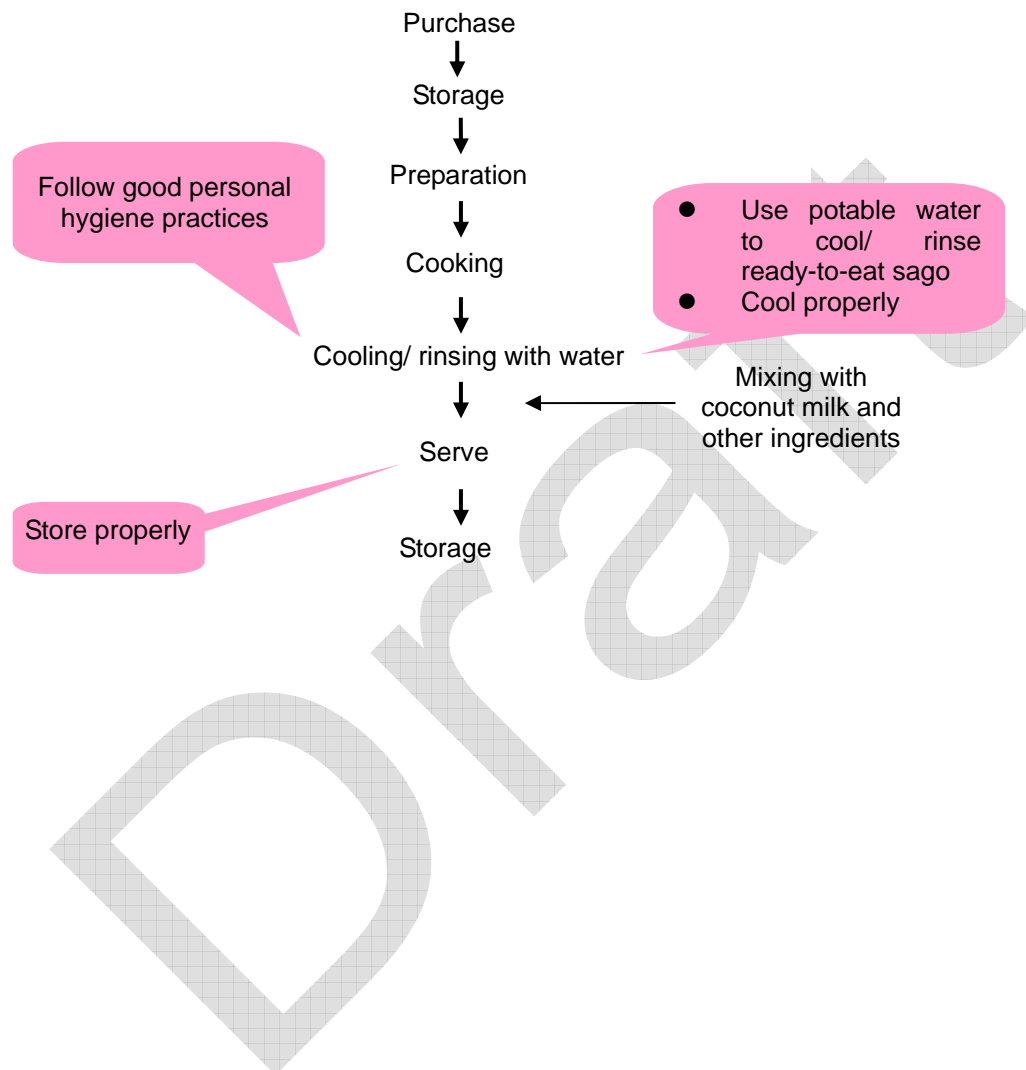 Purchase
Storage
Preparation
Follow good personal
hygiene practices
● Use potable water
to cool/ rinse
ready-to-eat sago
● Cool properly
Cooking
Cooling/ rinsing with water
Mixing with
coconut milk and
other ingredients
Serve
Store properly
Storage
Draft